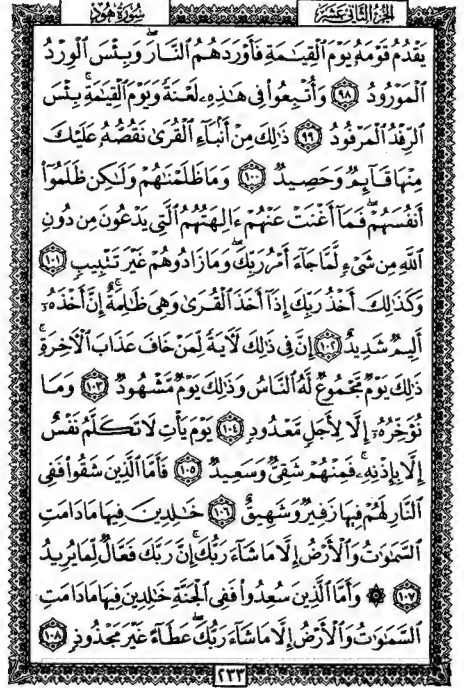 الجزء الثاني عشر
سورة هود
يَقْدُمُ قَوْمَهُۥ يَوْمَ ٱلْقِيَـٰمَةِ فَأَوْرَدَهُمُ ٱلنَّارَ ۖ وَبِئْسَ ٱلْوِرْدُ
ٱلْمَوْرُودُ ٩٨ وَأُتْبِعُوا۟ فِى هَـٰذِهِۦ لَعْنَةً وَيَوْمَ ٱلْقِيَـٰمَةِ ۚ بِئْسَ
ٱلرِّفْدُ ٱلْمَرْفُودُ ٩٩ ذَٰلِكَ مِنْ أَنۢبَآءِ ٱلْقُرَىٰ نَقُصُّهُۥ عَلَيْكَ ۖ
مِنْهَا قَآئِمٌ وَحَصِيدٌ ١٠٠ وَمَا ظَلَمْنَـٰهُمْ وَلَـٰكِن ظَلَمُوٓا۟
أَنفُسَهُمْ ۖ فَمَآ أَغْنَتْ عَنْهُمْ ءَالِهَتُهُمُ ٱلَّتِى يَدْعُونَ مِن دُونِ
ٱللَّهِ مِن شَىْءٍ لَّمَّا جَآءَ أَمْرُ رَبِّكَ ۖ وَمَا زَادُوهُمْ غَيْرَ تَتْبِيبٍ ١٠١
وَكَذَٰلِكَ أَخْذُ رَبِّكَ إِذَآ أَخَذَ ٱلْقُرَىٰ وَهِىَ ظَـٰلِمَةٌ ۚ إِنَّ أَخْذَهُۥٓ
أَلِيمٌ شَدِيدٌ ١٠٢ إِنَّ فِى ذَٰلِكَ لَـَٔايَةً لِّمَنْ خَافَ عَذَابَ ٱلْـَٔاخِرَةِ ۚ
ذَٰلِكَ يَوْمٌ مَّجْمُوعٌ لَّهُ ٱلنَّاسُ وَذَٰلِكَ يَوْمٌ مَّشْهُودٌ ١٠٣ وَمَا
نُؤَخِّرُهُۥٓ إِلَّا لِأَجَلٍ مَّعْدُودٍ ١٠٤ يَوْمَ يَأْتِ لَا تَكَلَّمُ نَفْسٌ
إِلَّا بِإِذْنِهِۦ ۚ فَمِنْهُمْ شَقِىٌّ وَسَعِيدٌ ١٠٥ فَأَمَّا ٱلَّذِينَ شَقُوا۟ فَفِى
ٱلنَّارِ لَهُمْ فِيهَا زَفِيرٌ وَشَهِيقٌ ١٠٦ خَـٰلِدِينَ فِيهَا مَا دَامَتِ
ٱلسَّمَـٰوَٰتُ وَٱلْأَرْضُ إِلَّا مَا شَآءَ رَبُّكَ ۚ إِنَّ رَبَّكَ فَعَّالٌ لِّمَا يُرِيدُ
١٠٧ ۞ وَأَمَّا ٱلَّذِينَ سُعِدُوا۟ فَفِى ٱلْجَنَّةِ خَـٰلِدِينَ فِيهَا مَا دَامَتِ
ٱلسَّمَـٰوَٰتُ وَٱلْأَرْضُ إِلَّا مَا شَآءَ رَبُّكَ ۖ عَطَآءً غَيْرَ مَجْذُوذٍ ١٠٨
٢٣٣